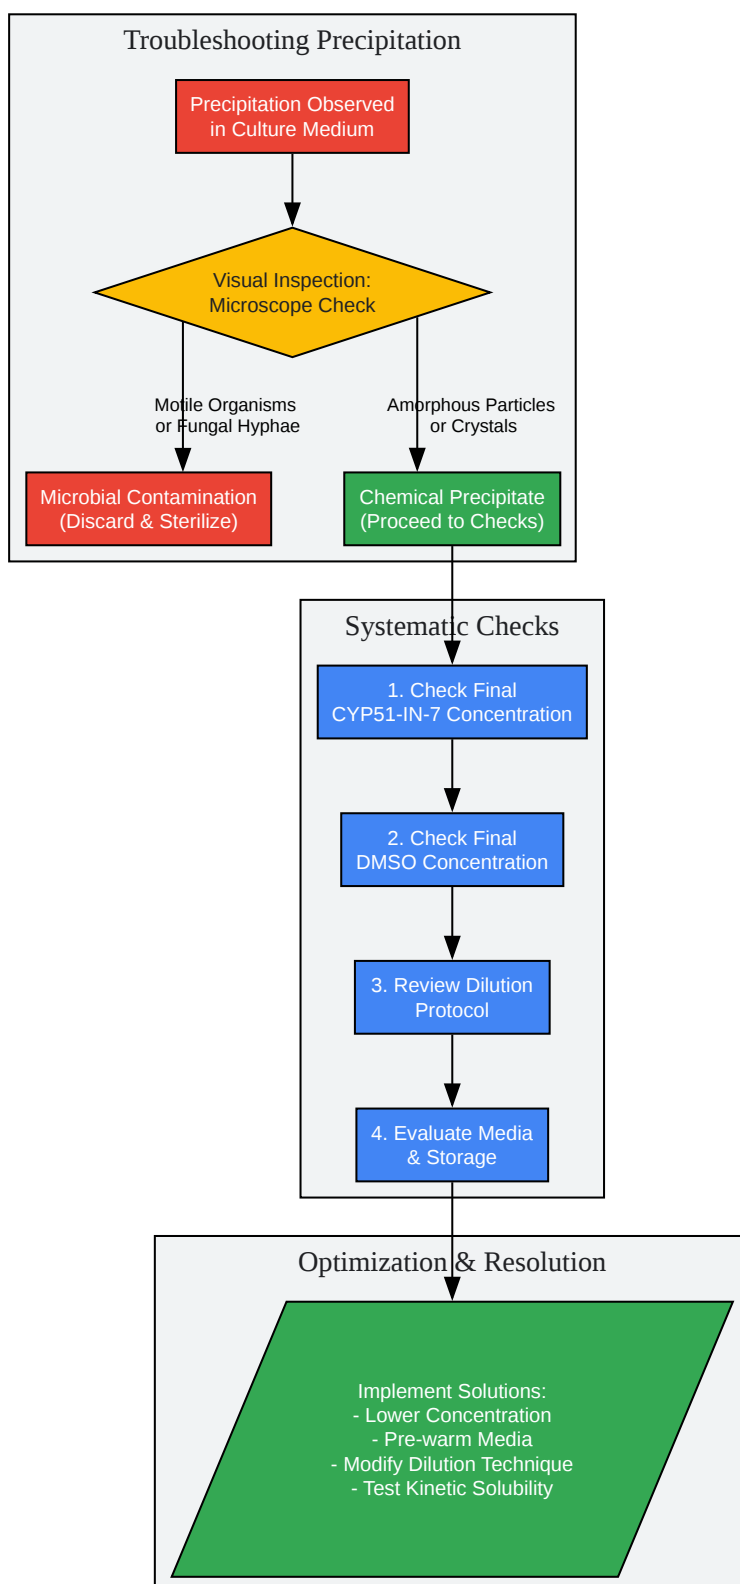 Troubleshooting Precipitation
Precipitation Observed
in Culture Medium
Visual Inspection:
Microscope Check
Motile Organisms
or Fungal Hyphae
Amorphous Particles
or Crystals
Microbial Contamination
(Discard & Sterilize)
Chemical Precipitate
(Proceed to Checks)
Systematic Checks
1. Check Final
CYP51-IN-7 Concentration
2. Check Final
DMSO Concentration
3. Review Dilution
Protocol
4. Evaluate Media
& Storage
Optimization & Resolution
Implement Solutions:
- Lower Concentration
- Pre-warm Media
- Modify Dilution Technique
- Test Kinetic Solubility